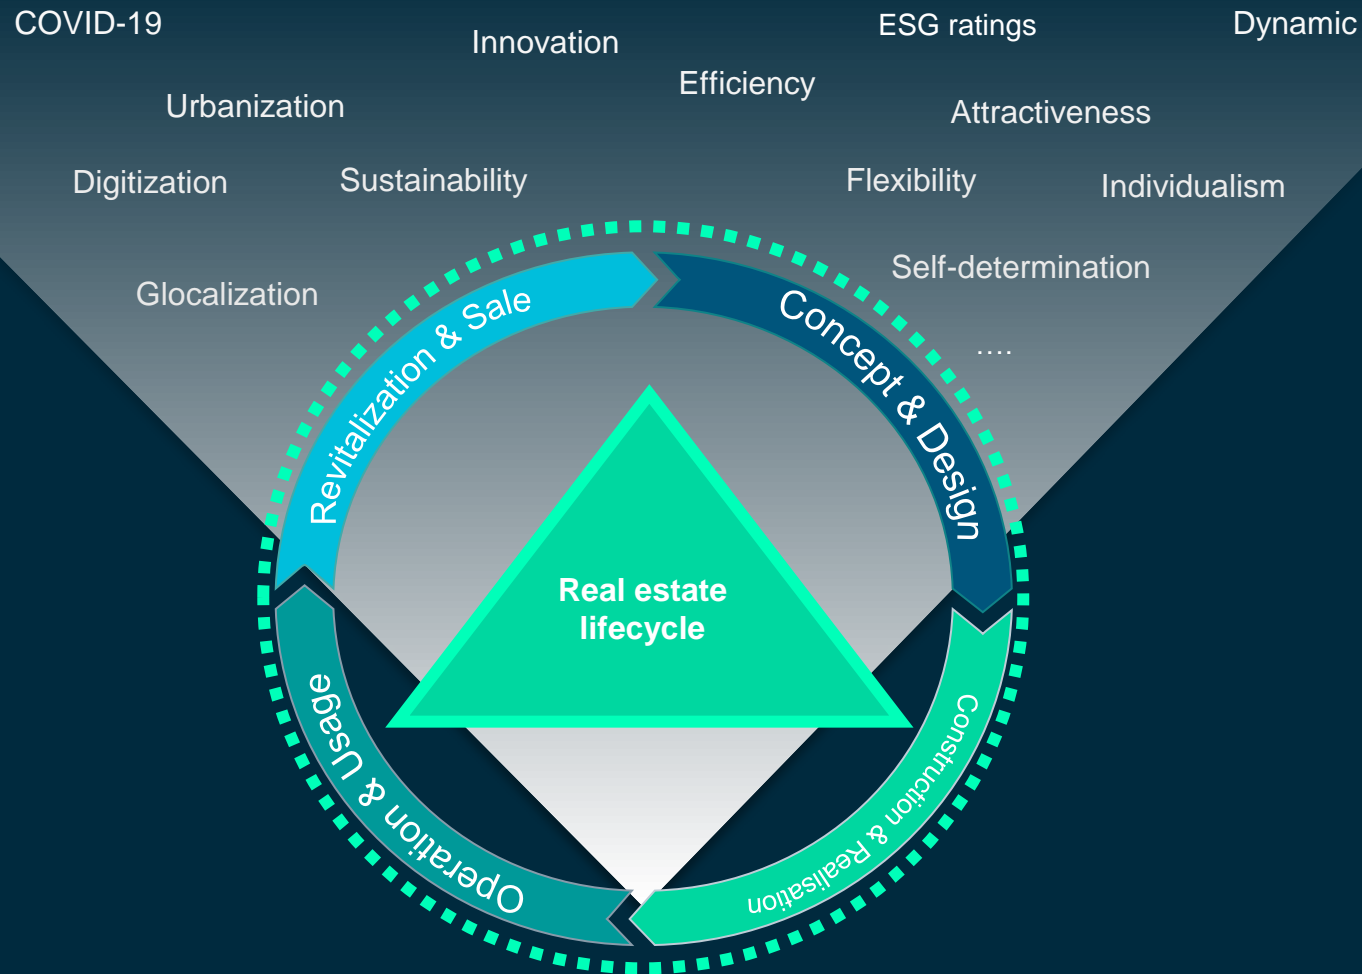 COVID-19
Innovation
ESG ratings
Dynamic
Efficiency
Urbanization
Attractiveness
Digitization
Sustainability
Flexibility
Individualism
Self-determination
Glocalization
….
Revitalization & Sale
Concept & Design
Real estate
lifecycle
Construction & Realisation
Operation & Usage